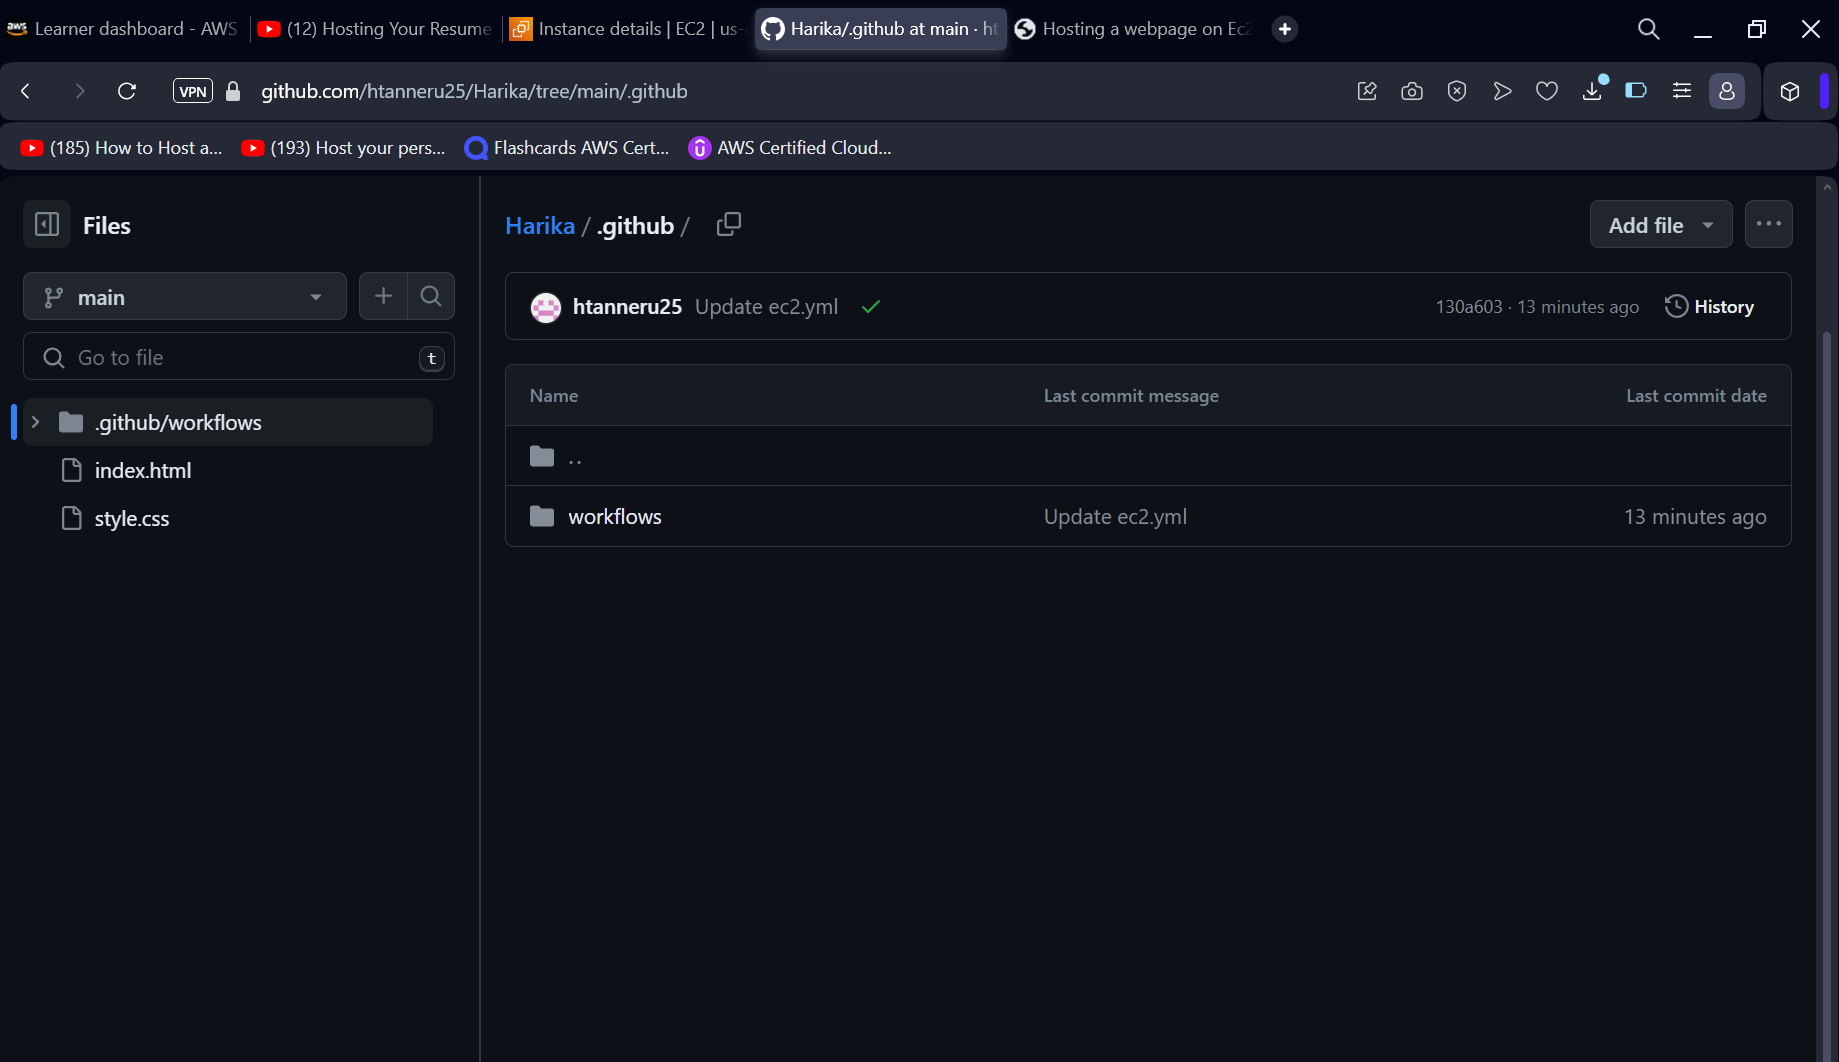 aws Learner dashboard - AWS
(12) Hosting Your Resume
Instance details | EC2 | us-
Harika/.github at main · ht
Hosting a webpage on Ec2
VPN github.com/htanneru25/Harika/tree/main/.github
(185) How to Host a...
(193) Host your pers...
Flashcards AWS Cert...
AWS Certified Cloud...
Files
main
Go to file t
.github/workflows
index.html
style.css
Harika / .github /
Add file
htanneru25 Update ec2.yml
130a603 · 13 minutes ago
History
Name Last commit message Last commit date
..
workflows Update ec2.yml 13 minutes ago